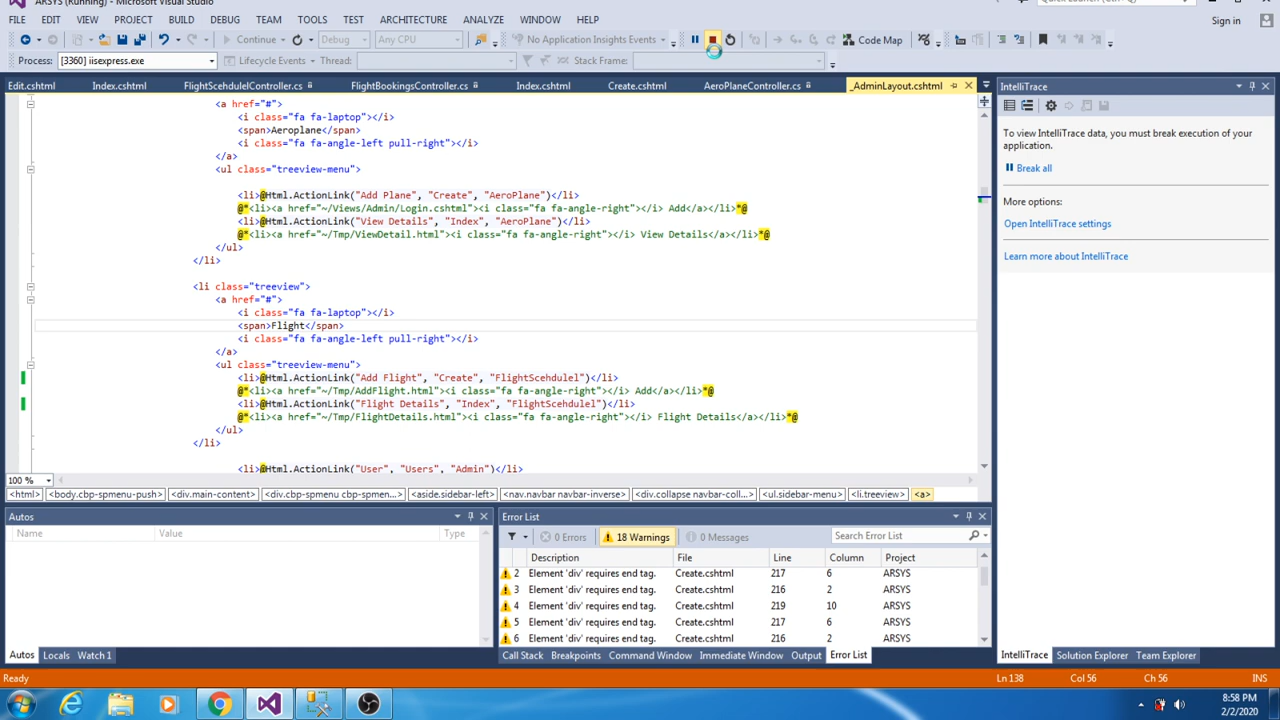 ARSYS (Running) - Microsoft Visual Studio
Quick Launch (Ctrl+Q)
FILE EDIT VIEW PROJECT BUILD DEBUG TEAM TOOLS TEST ARCHITECTURE ANALYZE WINDOW HELP
Sign in
Continue Debug Any CPU No Application Insights Events Code Map
Process: [3360] iisexpress.exe Lifecycle Events Thread: Stack Frame:
Edit.cshtml Index.cshtml FlightScehdulelController.cs FlightBookingsController.cs Index.cshtml Create.cshtml AeroPlaneController.cs _AdminLayout.cshtml
<a href="#">
<i class="fa fa-laptop"></i>
<span>Aeroplane</span>
<i class="fa fa-angle-left pull-right"></i>
</a>
<ul class="treeview-menu">
<li>@Html.ActionLink("Add Plane", "Create", "AeroPlane")</li>
@*<li><a href="~/Views/Admin/Login.cshtml"><i class="fa fa-angle-right"></i> Add</a></li>*@
<li>@Html.ActionLink("View Details", "Index", "AeroPlane")</li>
@*<li><a href="~/Tmp/ViewDetail.html"><i class="fa fa-angle-right"></i> View Details</a></li>*@
</ul>
</li>
<li class="treeview">
<a href="#">
<i class="fa fa-laptop"></i>
<span>Flight</span>
<i class="fa fa-angle-left pull-right"></i>
</a>
<ul class="treeview-menu">
<li>@Html.ActionLink("Add Flight", "Create", "FlightScehdulel")</li>
@*<li><a href="~/Tmp/AddFlight.html"><i class="fa fa-angle-right"></i> Add</a></li>*@
<li>@Html.ActionLink("Flight Details", "Index", "FlightScehdulel")</li>
@*<li><a href="~/Tmp/FlightDetails.html"><i class="fa fa-angle-right"></i> Flight Details</a></li>*@
</ul>
</li>
<li>@Html.ActionLink("User", "Users", "Admin")</li>
100 %
<html> <body.cbp-spmenu-push> <div.main-content> <div.cbp-spmenu cbp-spmen... <aside.sidebar-left> <nav.navbar navbar-inverse> <div.collapse navbar-coll... <ul.sidebar-menu> <li.treeview> <a>
IntelliTrace
To view IntelliTrace data, you must break execution of your
application.
Break all
More options:
Open IntelliTrace settings
Learn more about IntelliTrace
Autos
Name Value Type
Error List
0 Errors 18 Warnings 0 Messages Search Error List
Description File Line Column Project
2 Element 'div' requires end tag. Create.cshtml 217 6 ARSYS
3 Element 'div' requires end tag. Create.cshtml 216 2 ARSYS
4 Element 'div' requires end tag. Create.cshtml 219 10 ARSYS
5 Element 'div' requires end tag. Create.cshtml 217 6 ARSYS
6 Element 'div' requires end tag. Create.cshtml 216 2 ARSYS
Autos Locals Watch 1
Call Stack Breakpoints Command Window Immediate Window Output Error List
IntelliTrace Solution Explorer Team Explorer
Ready Ln 138 Col 56 Ch 56 INS
8:58 PM
2/2/2020